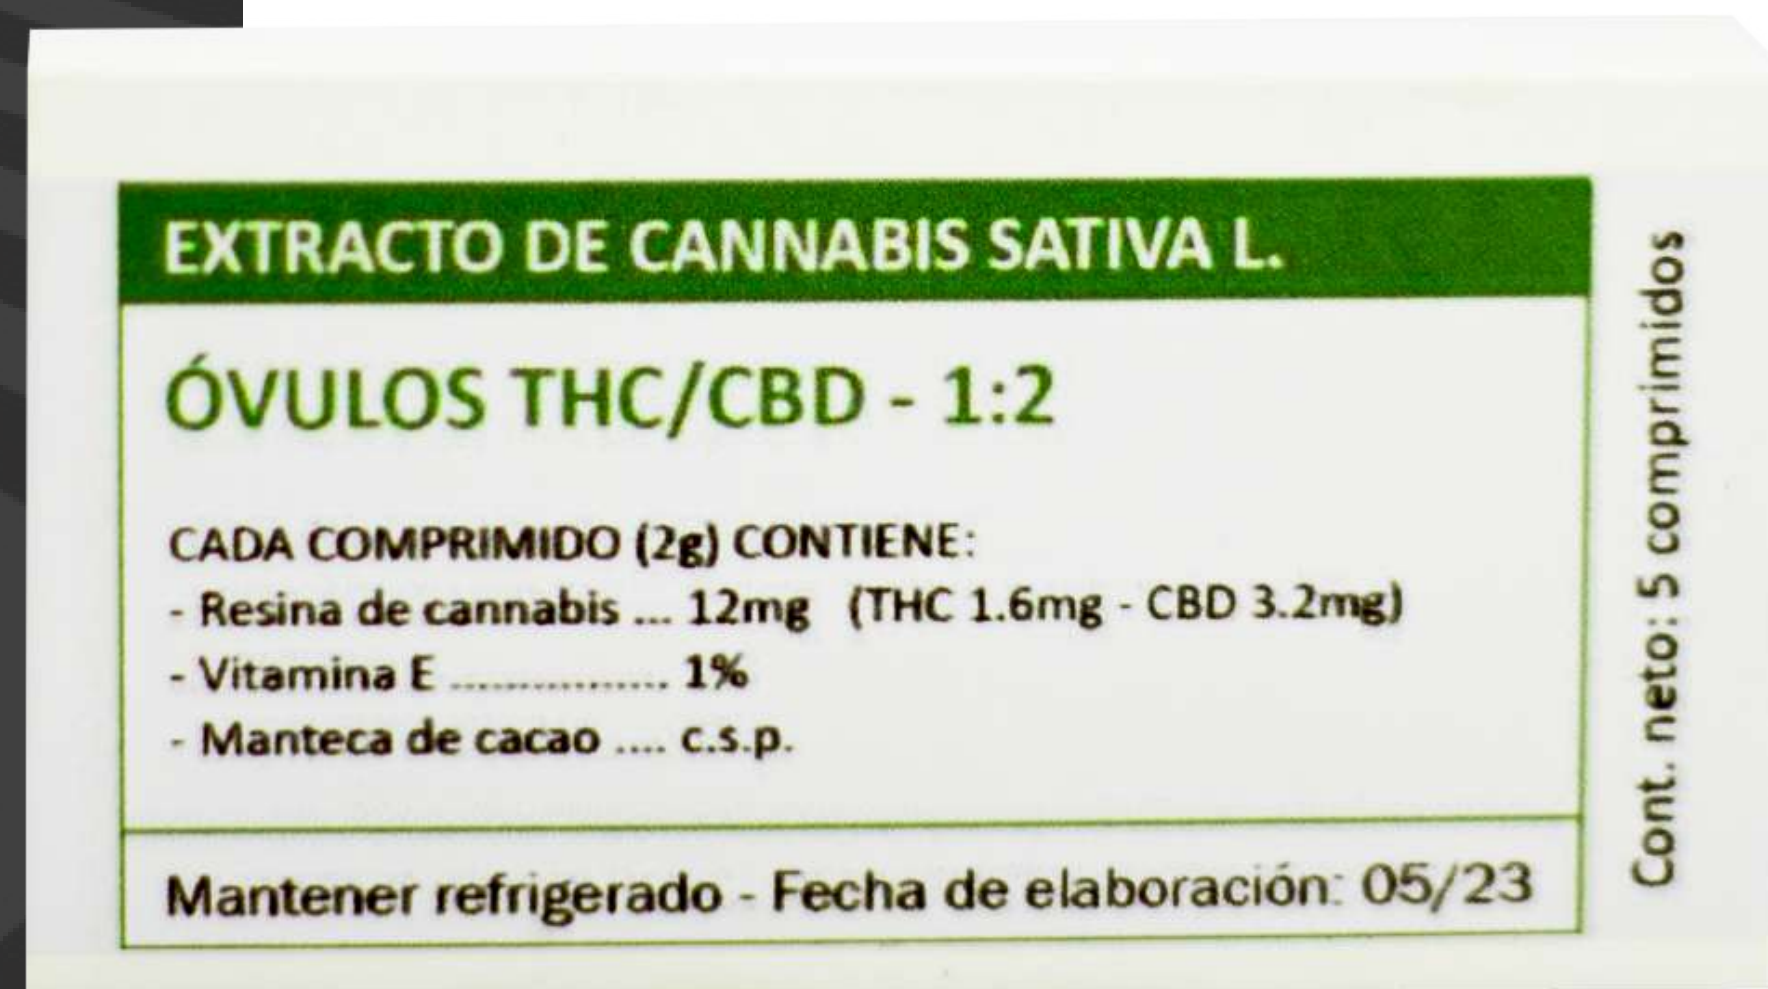 EXTRACTO DE CANNABIS SATIVA L.
ÓVULOS THC/CBD - 1:2
CADA COMPRIMIDO (2g) CONTIENE:
- Resina de cannabis ... 12mg (THC 1.6mg - CBD 3.2mg)
- Vitamina E ................ 1%
- Manteca de cacao .... c.s.p.
Mantener refrigerado - Fecha de elaboración: 05/23
Cont. neto: 5 comprimidos